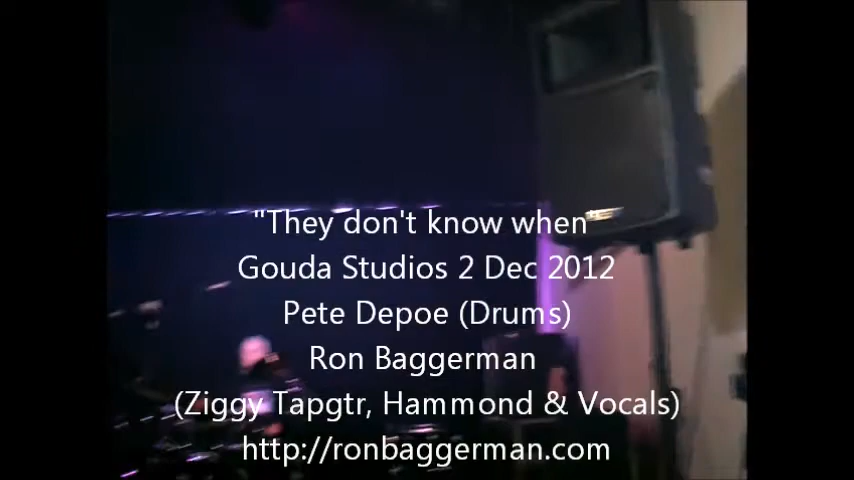 "They don't know when"
Gouda Studios 2 Dec 2012
Pete Depoe (Drums)
Ron Baggerman
(Ziggy Tapgtr, Hammond & Vocals)
http://ronbaggerman.com